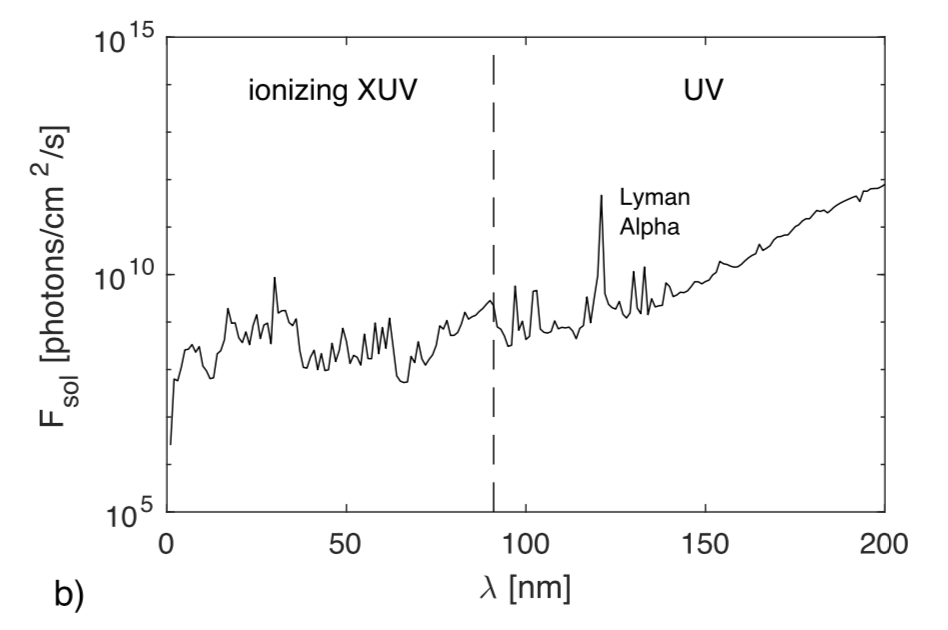 10^15
ionizing XUV
UV
Lyman
Alpha
10^10
F_sol [photons/cm^2/s]
10^5
0
50
100
150
200
λ [nm]
b)